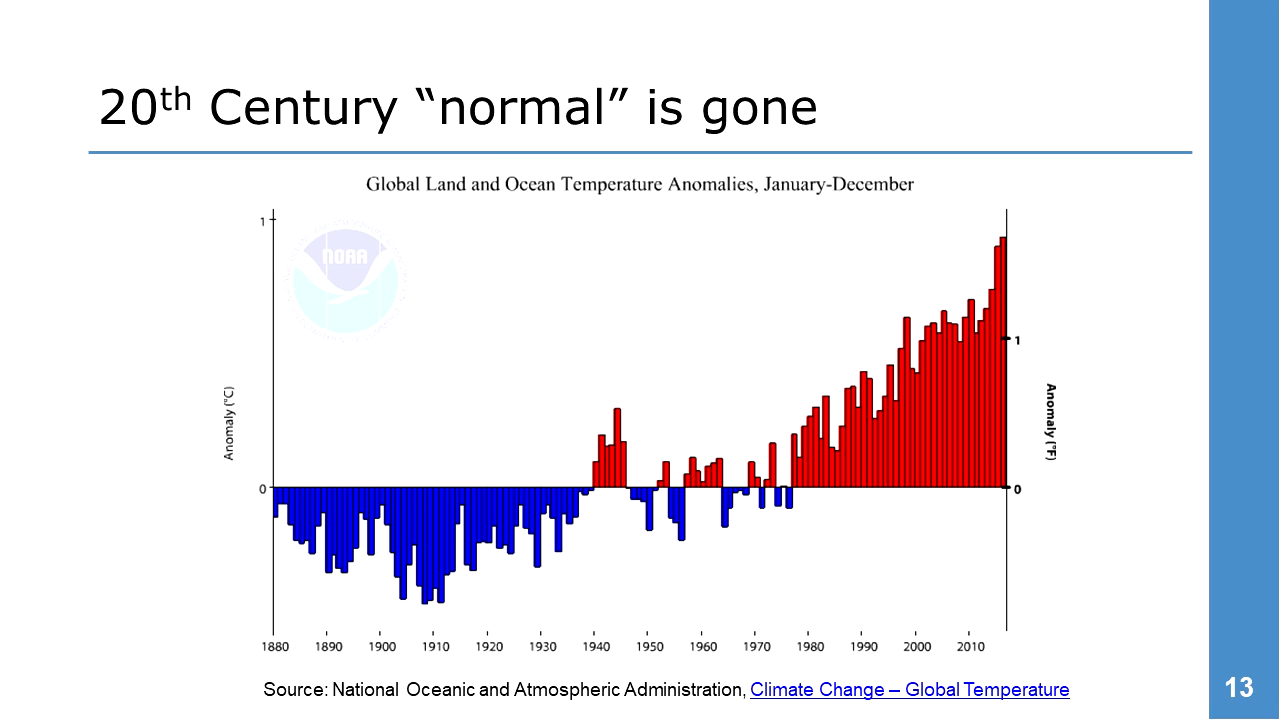 20th Century “normal” is gone
Global Land and Ocean Temperature Anomalies, January-December
NOAA
1
0
Anomaly (°C)
1
0
Anomaly (°F)
1880 1890 1900 1910 1920 1930 1940 1950 1960 1970 1980 1990 2000 2010
Source: National Oceanic and Atmospheric Administration, Climate Change – Global Temperature
13